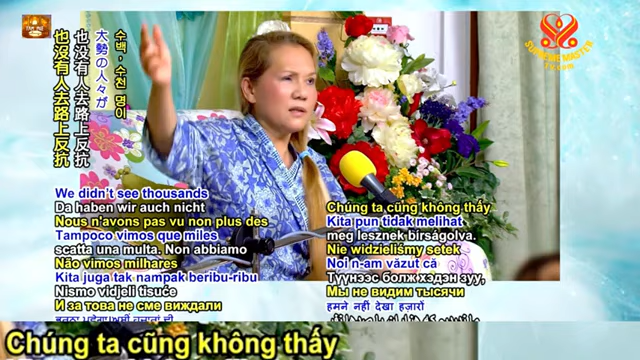 SUPREME MASTER
TV.COM
수백, 수천 명이
大勢の人々が
也没有人去路上反抗
也沒有人去路上反抗
We didn't see thousands
Da haben wir auch nicht
Nous n'avons pas vu non plus des
Tampoco vimos que miles
scatta una multa. Non abbiamo
Não vimos milhares
Kita juga tak nampak beribu-ribu
Nismo vidjeli tisuće
И за това не сме виждали
Chúng ta cũng không thấy
Kita pun tidak melihat
meg lesznek bírságolva.
Nie widzieliśmy setek
Noi n-am văzut că
Түүнээс болж хэдэн зуу,
Мы не видим тысячи
हमने नहीं देखा हज़ारों
Chúng ta cũng không thấy